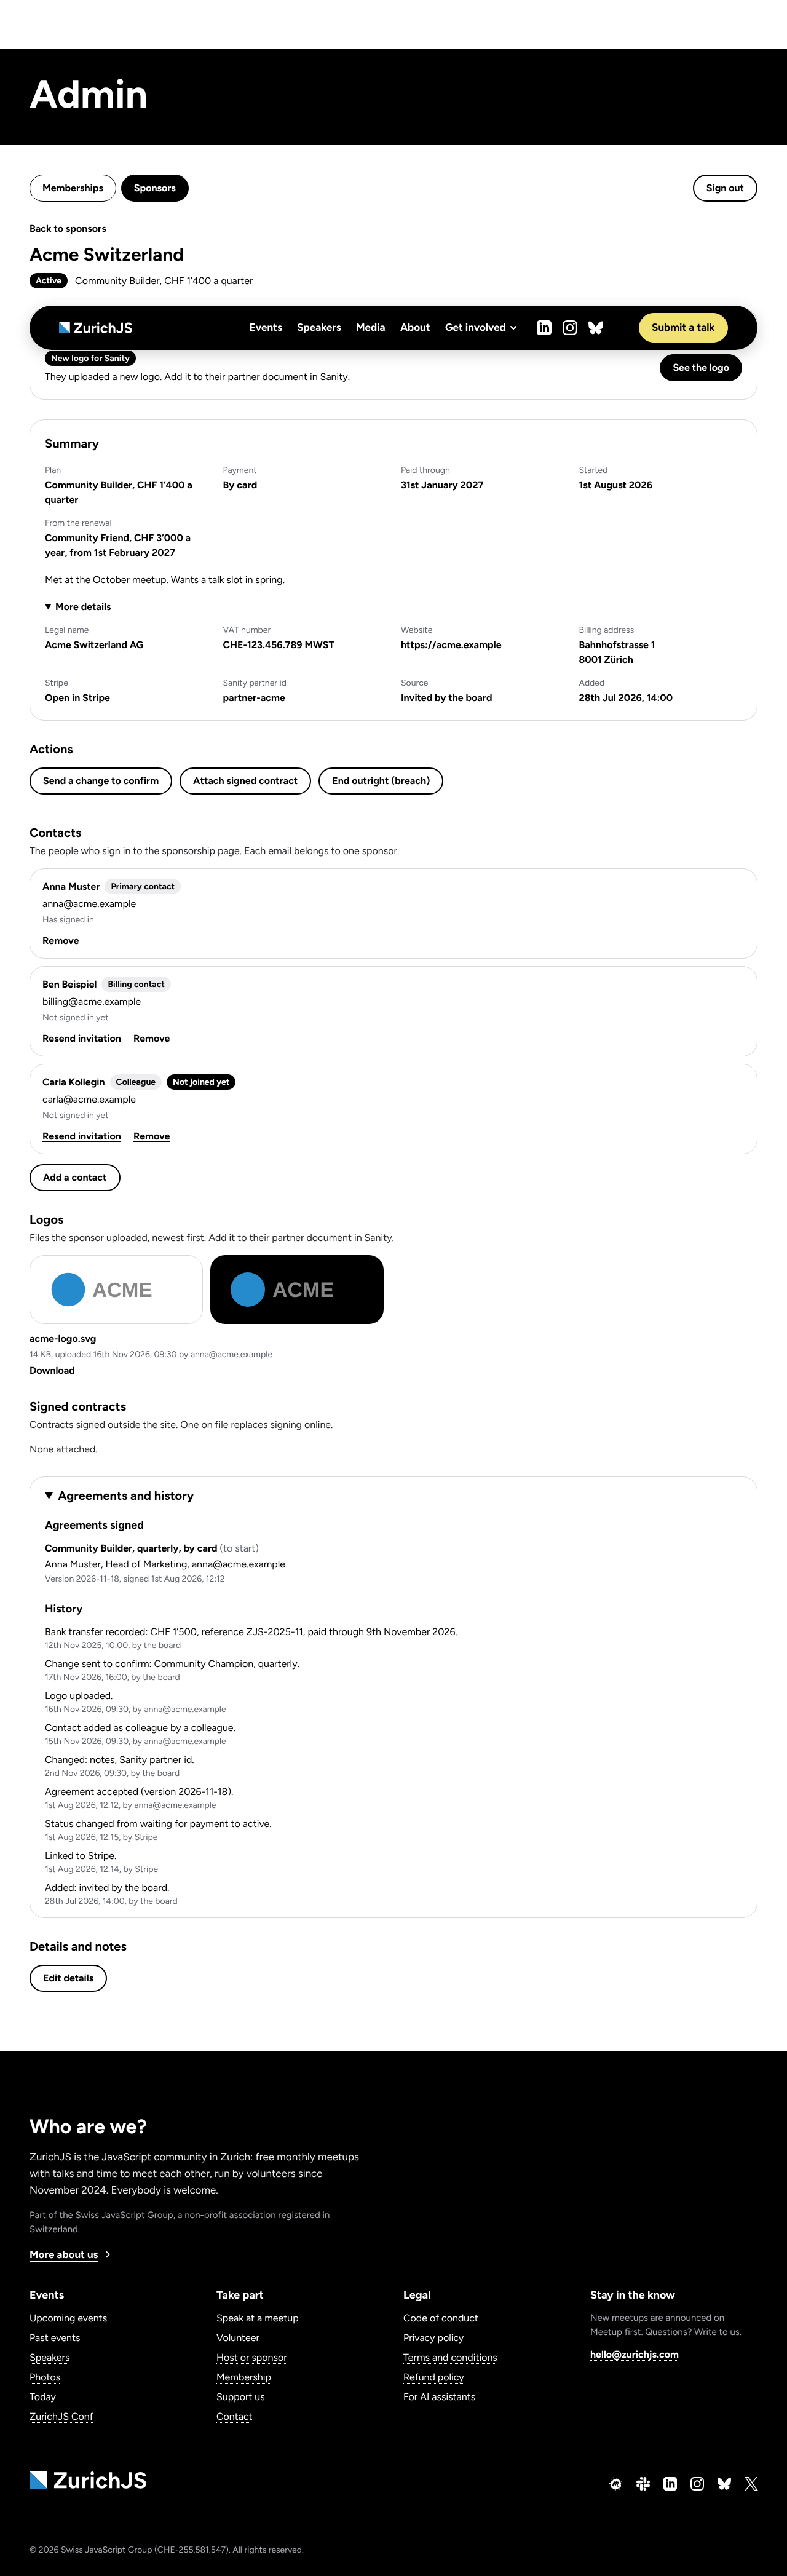 Admin
Memberships
Sponsors
Sign out
Back to sponsors
Acme Switzerland
Active
Community Builder, CHF 1'400 a quarter
ZurichJS
Events
Speakers
Media
About
Get involved
Submit a talk
New logo for Sanity
They uploaded a new logo. Add it to their partner document in Sanity.
See the logo
Summary
Plan
Community Builder, CHF 1'400 a
quarter
Payment
By card
Paid through
31st January 2027
Started
1st August 2026
From the renewal
Community Friend, CHF 3'000 a
year, from 1st February 2027
Met at the October meetup. Wants a talk slot in spring.
More details
Legal name
Acme Switzerland AG
VAT number
CHE-123.456.789 MWST
Website
https://acme.example
Billing address
Bahnhofstrasse 1
8001 Zürich
Stripe
Open in Stripe
Sanity partner id
partner-acme
Source
Invited by the board
Added
28th Jul 2026, 14:00
Actions
Send a change to confirm
Attach signed contract
End outright (breach)
Contacts
The people who sign in to the sponsorship page. Each email belongs to one sponsor.
Anna Muster
Primary contact
anna@acme.example
Has signed in
Remove
Ben Beispiel
Billing contact
billing@acme.example
Not signed in yet
Resend invitation
Remove
Carla Kollegin
Colleague
Not joined yet
carla@acme.example
Not signed in yet
Resend invitation
Remove
Add a contact
Logos
Files the sponsor uploaded, newest first. Add it to their partner document in Sanity.
ACME
ACME
acme-logo.svg
14 KB, uploaded 16th Nov 2026, 09:30 by anna@acme.example
Download
Signed contracts
Contracts signed outside the site. One on file replaces signing online.
None attached.
Agreements and history
Agreements signed
Community Builder, quarterly, by card (to start)
Anna Muster, Head of Marketing, anna@acme.example
Version 2026-11-18, signed 1st Aug 2026, 12:12
History
Bank transfer recorded: CHF 1'500, reference ZJS-2025-11, paid through 9th November 2026.
12th Nov 2025, 10:00, by the board
Change sent to confirm: Community Champion, quarterly.
17th Nov 2026, 16:00, by the board
Logo uploaded.
16th Nov 2026, 09:30, by anna@acme.example
Contact added as colleague by a colleague.
15th Nov 2026, 09:30, by anna@acme.example
Changed: notes, Sanity partner id.
2nd Nov 2026, 09:30, by the board
Agreement accepted (version 2026-11-18).
1st Aug 2026, 12:12, by anna@acme.example
Status changed from waiting for payment to active.
1st Aug 2026, 12:15, by Stripe
Linked to Stripe.
1st Aug 2026, 12:14, by Stripe
Added: invited by the board.
28th Jul 2026, 14:00, by the board
Details and notes
Edit details
Who are we?
ZurichJS is the JavaScript community in Zurich: free monthly meetups
with talks and time to meet each other, run by volunteers since
November 2024. Everybody is welcome.
Part of the Swiss JavaScript Group, a non-profit association registered in
Switzerland.
More about us
Events
Upcoming events
Past events
Speakers
Photos
Today
ZurichJS Conf
Take part
Speak at a meetup
Volunteer
Host or sponsor
Membership
Support us
Contact
Legal
Code of conduct
Privacy policy
Terms and conditions
Refund policy
For AI assistants
Stay in the know
New meetups are announced on
Meetup first. Questions? Write to us.
hello@zurichjs.com
ZurichJS
© 2026 Swiss JavaScript Group (CHE-255.581.547). All rights reserved.